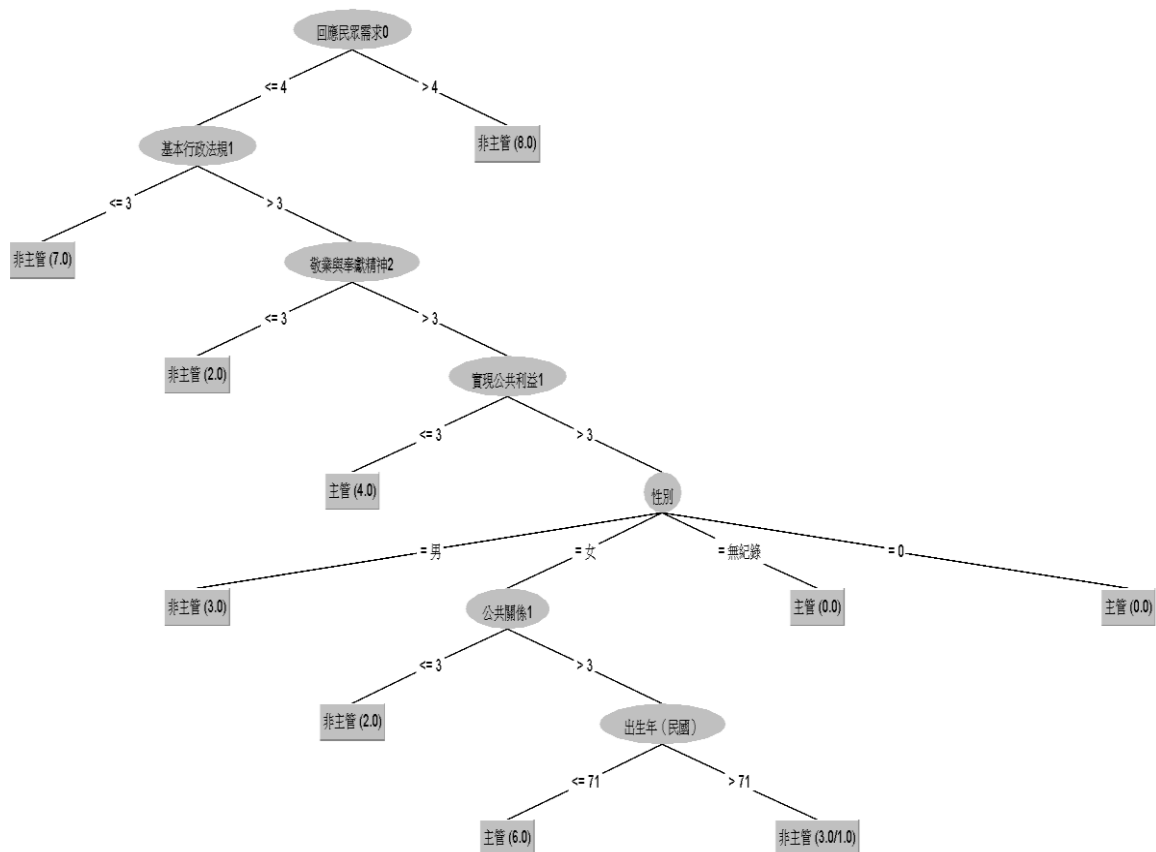 回應民眾需求0
<= 4
> 4
基本行政法規1
非主管 (8.0)
<= 3
> 3
非主管 (7.0)
敬業與奉獻精神2
<= 3
> 3
非主管 (2.0)
實現公共利益1
<= 3
> 3
主管 (4.0)
性別
= 男
= 女
= 無紀錄
= 0
非主管 (3.0)
公共關係1
主管 (0.0)
主管 (0.0)
<= 3
> 3
非主管 (2.0)
出生年（民國）
<= 71
> 71
主管 (6.0)
非主管 (3.0/1.0)